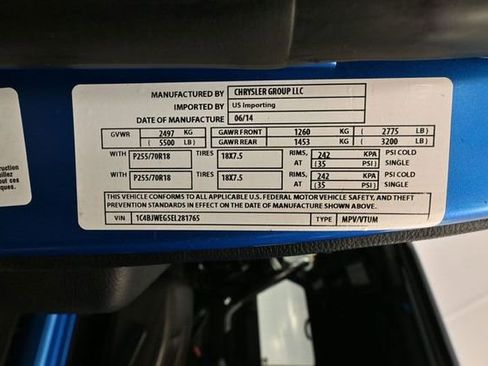 MANUFACTURED BY CHRYSLER GROUP LLC
IMPORTED BY US Importing
DATE OF MANUFACTURE 06/14
GVWR 2497 KG GAWR FRONT 1260 KG ( 2775 LB )
( 5500 LB ) GAWR REAR 1453 KG ( 3200 LB )
WITH P255/70R18 TIRES 18X7.5 RIMS, 242 KPA PSI COLD
AT (35 PSI ) SINGLE
WITH P255/70R18 TIRES 18X7.5 RIMS, 242 KPA PSI COLD
AT (35 PSI ) SINGLE
THIS VEHICLE CONFORMS TO ALL APPLICABLE U.S. FEDERAL MOTOR VEHICLE SAFETY, AND THEFT
PREVENTION STANDARDS IN EFFECT ON THE DATE OF MANUFACTURE SHOWN ABOVE.
VIN 1C4BJWEG5EL281765 TYPE MPV/VTUM